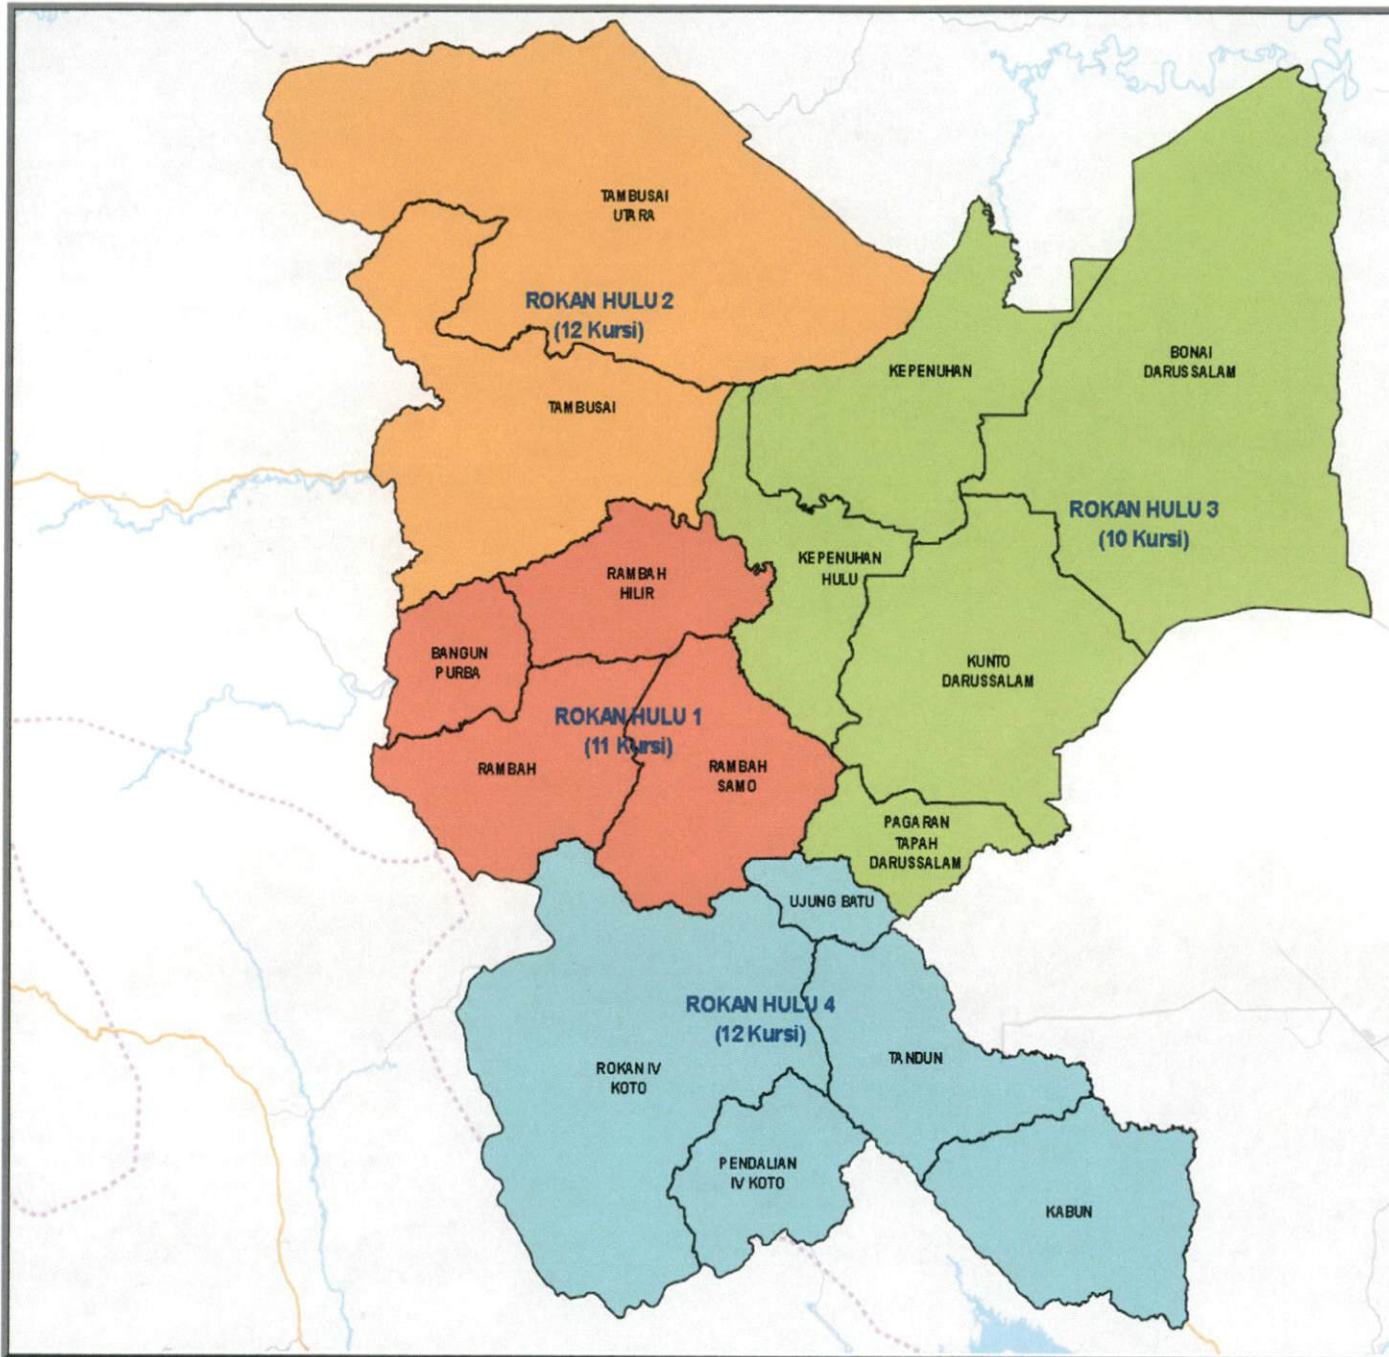 TAMBUSAI
UTARA
ROKAN HULU 2
(12 Kursi)
KEPENUHAN
BONAI
DARUSSALAM
TAMBUSAI
ROKAN HULU 3
(10 Kursi)
KEPENUHAN
HULU
RAMBAH
HILIR
BANGUN
PURBA
KUNTO
DARUSSALAM
ROKAN HULU 1
(11 Kursi)
RAMBAH
RAMBAH
SAMO
PAGARAN
TAPAH
DARUSSALAM
UJUNG BATU
ROKAN HULU 4
(12 Kursi)
ROKAN IV
KOTO
TANDUN
PENDALIAN
IV KOTO
KABUN